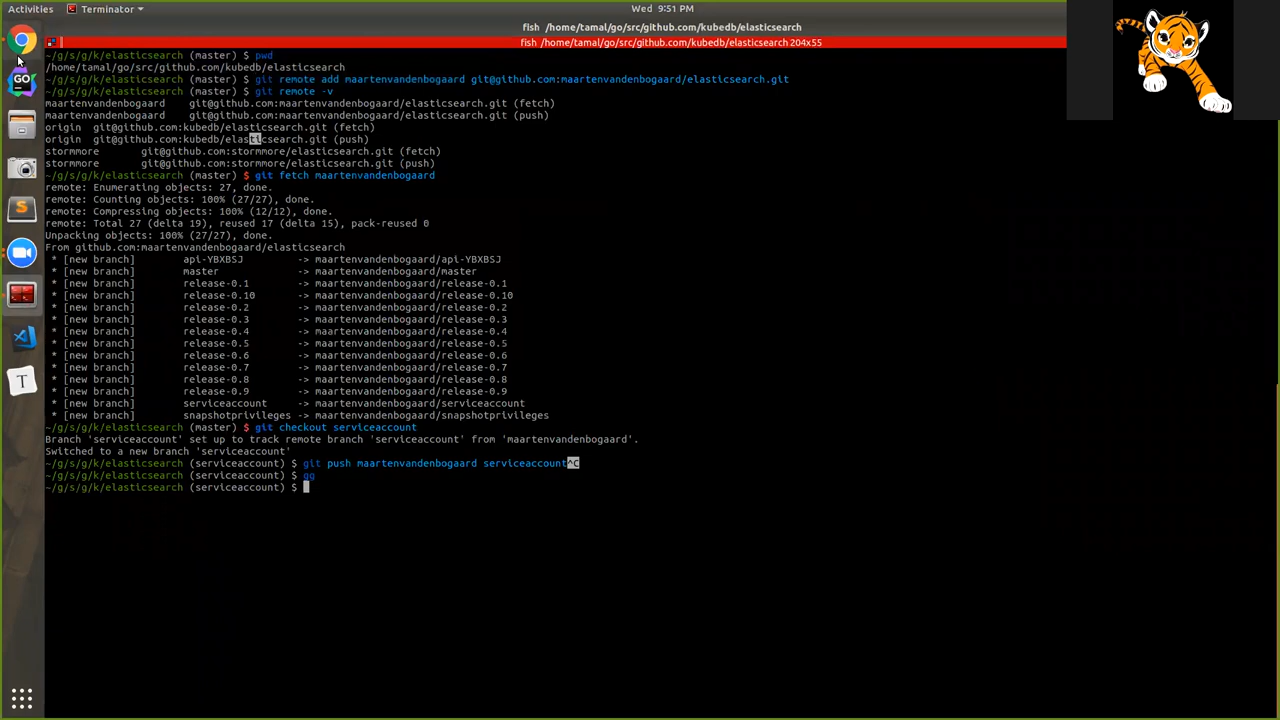 Activities
Terminator
Wed 9:51 PM
fish /home/tamal/go/src/github.com/kubedb/elasticsearch
fish /home/tamal/go/src/github.com/kubedb/elasticsearch 204x55
~/g/s/g/k/elasticsearch (master) $ pwd
/home/tamal/go/src/github.com/kubedb/elasticsearch
~/g/s/g/k/elasticsearch (master) $ git remote add maartenvandenbogaard git@github.com:maartenvandenbogaard/elasticsearch.git
~/g/s/g/k/elasticsearch (master) $ git remote -v
maartenvandenbogaard git@github.com:maartenvandenbogaard/elasticsearch.git (fetch)
maartenvandenbogaard git@github.com:maartenvandenbogaard/elasticsearch.git (push)
origin git@github.com:kubedb/elasticsearch.git (fetch)
origin git@github.com:kubedb/elasticsearch.git (push)
stormmore git@github.com:stormmore/elasticsearch.git (fetch)
stormmore git@github.com:stormmore/elasticsearch.git (push)
~/g/s/g/k/elasticsearch (master) $ git fetch maartenvandenbogaard
remote: Enumerating objects: 27, done.
remote: Counting objects: 100% (27/27), done.
remote: Compressing objects: 100% (12/12), done.
remote: Total 27 (delta 19), reused 17 (delta 15), pack-reused 0
Unpacking objects: 100% (27/27), done.
From github.com:maartenvandenbogaard/elasticsearch
* [new branch] api-YBXBSJ -> maartenvandenbogaard/api-YBXBSJ
* [new branch] master -> maartenvandenbogaard/master
* [new branch] release-0.1 -> maartenvandenbogaard/release-0.1
* [new branch] release-0.10 -> maartenvandenbogaard/release-0.10
* [new branch] release-0.2 -> maartenvandenbogaard/release-0.2
* [new branch] release-0.3 -> maartenvandenbogaard/release-0.3
* [new branch] release-0.4 -> maartenvandenbogaard/release-0.4
* [new branch] release-0.5 -> maartenvandenbogaard/release-0.5
* [new branch] release-0.6 -> maartenvandenbogaard/release-0.6
* [new branch] release-0.7 -> maartenvandenbogaard/release-0.7
* [new branch] release-0.8 -> maartenvandenbogaard/release-0.8
* [new branch] release-0.9 -> maartenvandenbogaard/release-0.9
* [new branch] serviceaccount -> maartenvandenbogaard/serviceaccount
* [new branch] snapshotprivileges -> maartenvandenbogaard/snapshotprivileges
~/g/s/g/k/elasticsearch (master) $ git checkout serviceaccount
Branch 'serviceaccount' set up to track remote branch 'serviceaccount' from 'maartenvandenbogaard'.
Switched to a new branch 'serviceaccount'
~/g/s/g/k/elasticsearch (serviceaccount) $ git push maartenvandenbogaard serviceaccount^C
~/g/s/g/k/elasticsearch (serviceaccount) $ gg
~/g/s/g/k/elasticsearch (serviceaccount) $
GO
S
T